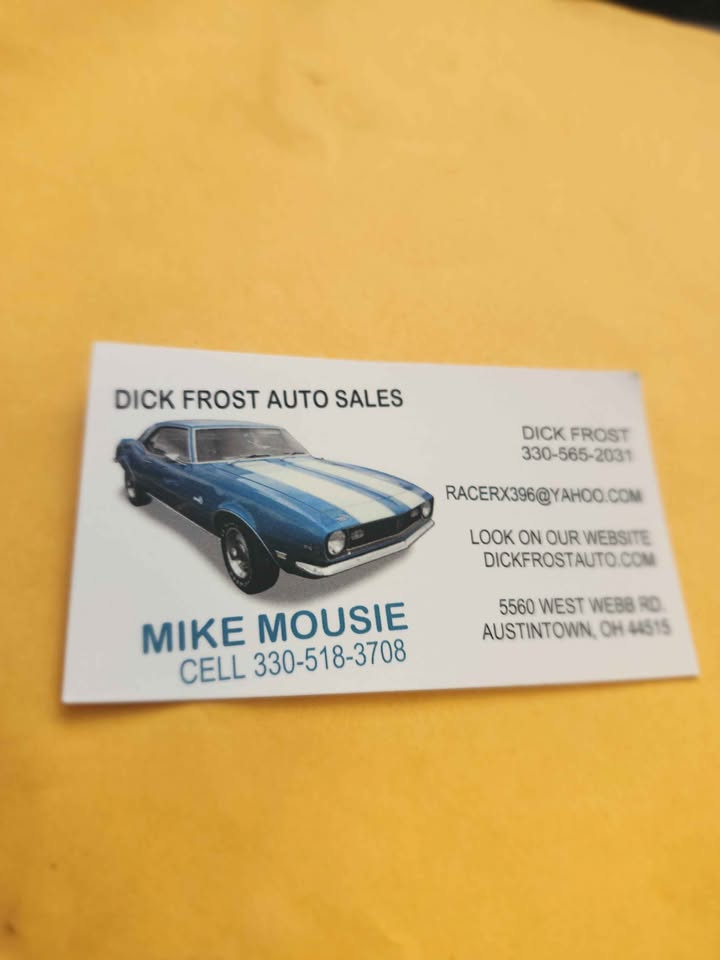 DICK FROST AUTO SALES
MIKE MOUSIE
CELL 330-518-3708
DICK FROST
330-565-2031
RACERX396@YAHOO.COM
LOOK ON OUR WEBSITE
DICKFROSTAUTO.COM
5560 WEST WEBB RD.
AUSTINTOWN, OH 44515